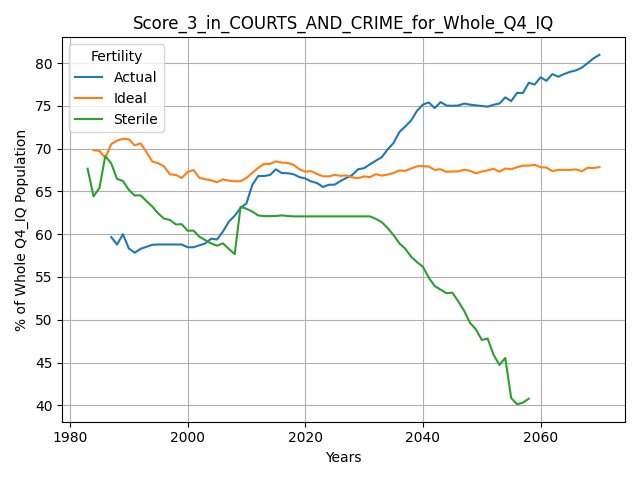 Score_3_in_COURTS_AND_CRIME_for_Whole_Q4_IQ
Fertility
Actual
Ideal
Sterile
% of Whole Q4_IQ Population
80
75
70
65
60
55
50
45
40
1980
2000
2020
2040
2060
Years